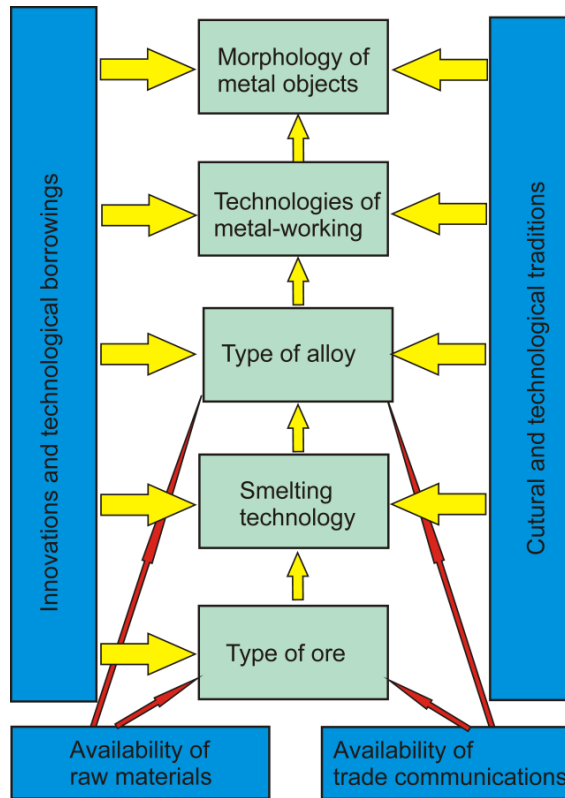 Morphology of
metal objects
Technologies of
metal-working
Type of alloy
Smelting
technology
Type of ore
Innovations and technological borrowings
Cutural and technological traditions
Availability of
raw materials
Availability of
trade communications